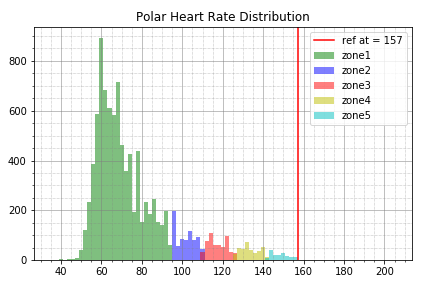 Polar Heart Rate Distribution
ref at = 157
zone1
zone2
zone3
zone4
zone5
800
600
400
200
0
40 60 80 100 120 140 160 180 200